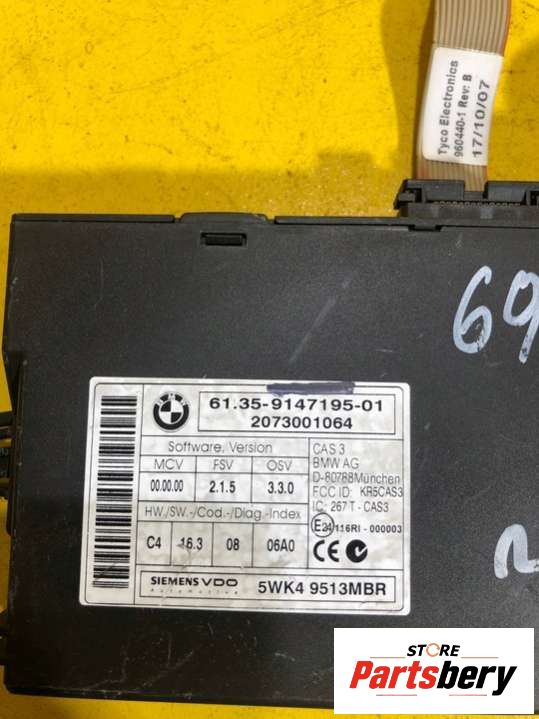 Tyco Electronics
960440-1 Rev: B
17/10/07
69
BMW
61.35-9147195-01
2073001064
Software, Version
MCV FSV OSV
00.00.00 2.1.5 3.3.0
HW./SW.-/Cod.-/Diag.-Index
C4 16.3 08 06A0
CAS 3
BMW AG
D-80788München
FCC ID: KR5CAS3
IC: 267T-CAS3
E24 116RI-000003
CE
SIEMENS VDO
Automotive
5WK4 9513MBR
STORE
Partsbery